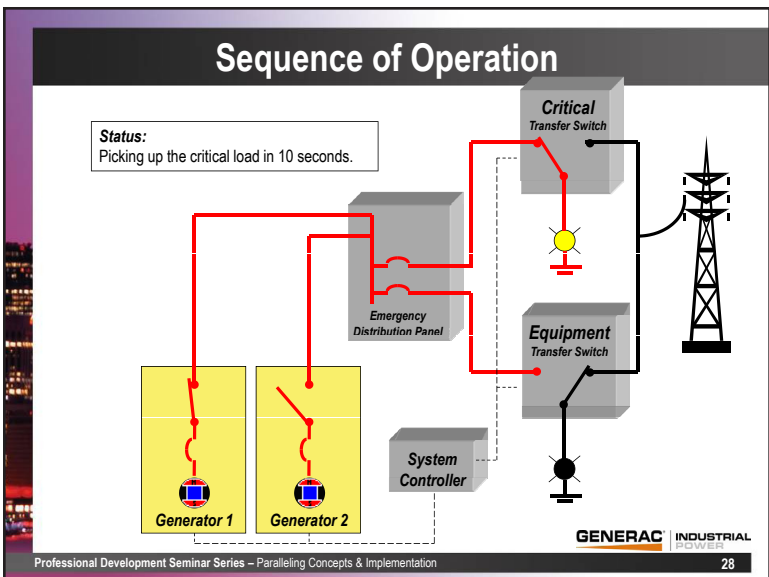 Sequence of Operation
Status:
Picking up the critical load in 10 seconds.
Critical
Transfer Switch
Emergency
Distribution Panel
Equipment
Transfer Switch
System
Controller
Generator 1
Generator 2
GENERAC INDUSTRIAL
POWER
Professional Development Seminar Series – Paralleling Concepts & Implementation
28